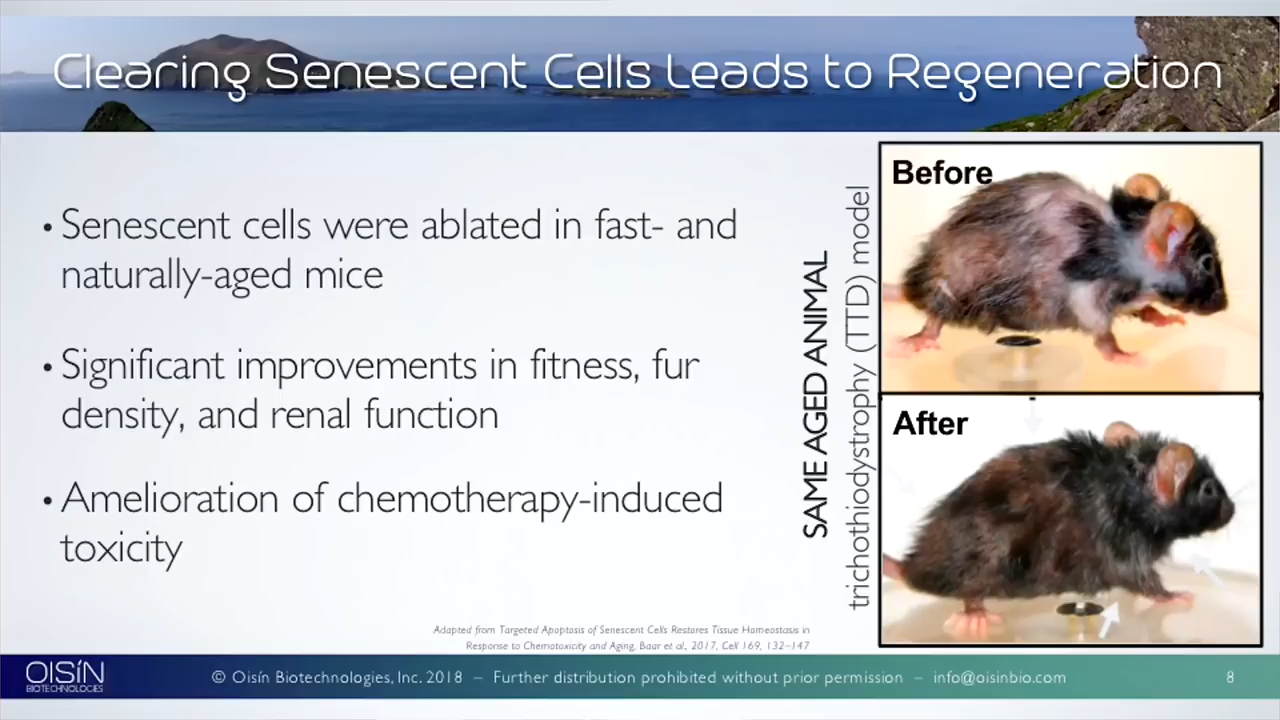 Clearing Senescent Cells Leads to Regeneration
• Senescent cells were ablated in fast- and
naturally-aged mice
• Significant improvements in fitness, fur
density, and renal function
• Amelioration of chemotherapy-induced
toxicity
SAME AGED ANIMAL
trichothiodystrophy (TTD) model
Before
After
Adapted from Targeted Apoptosis of Senescent Cells Restores Tissue Homeostasis in
Response to Chemotoxicity and Aging, Baar et al., 2017, Cell 169, 132–147
OISÍN
BIOTECHNOLOGIES
© Oisín Biotechnologies, Inc. 2018 – Further distribution prohibited without prior permission – info@oisinbio.com
8